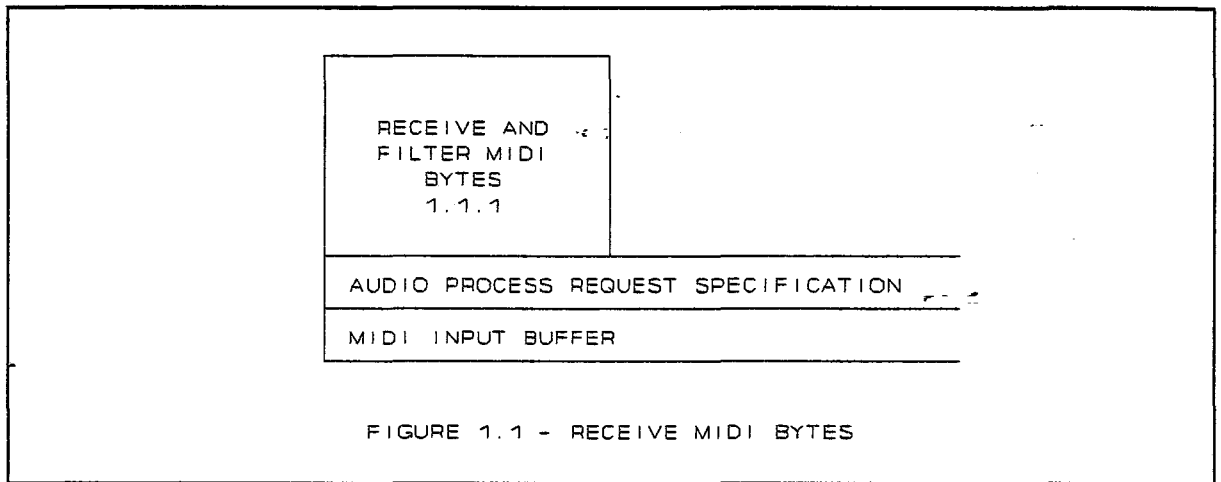 RECEIVE AND
FILTER MIDI
BYTES
1.1.1
AUDIO PROCESS REQUEST SPECIFICATION
MIDI INPUT BUFFER
FIGURE 1.1 - RECEIVE MIDI BYTES